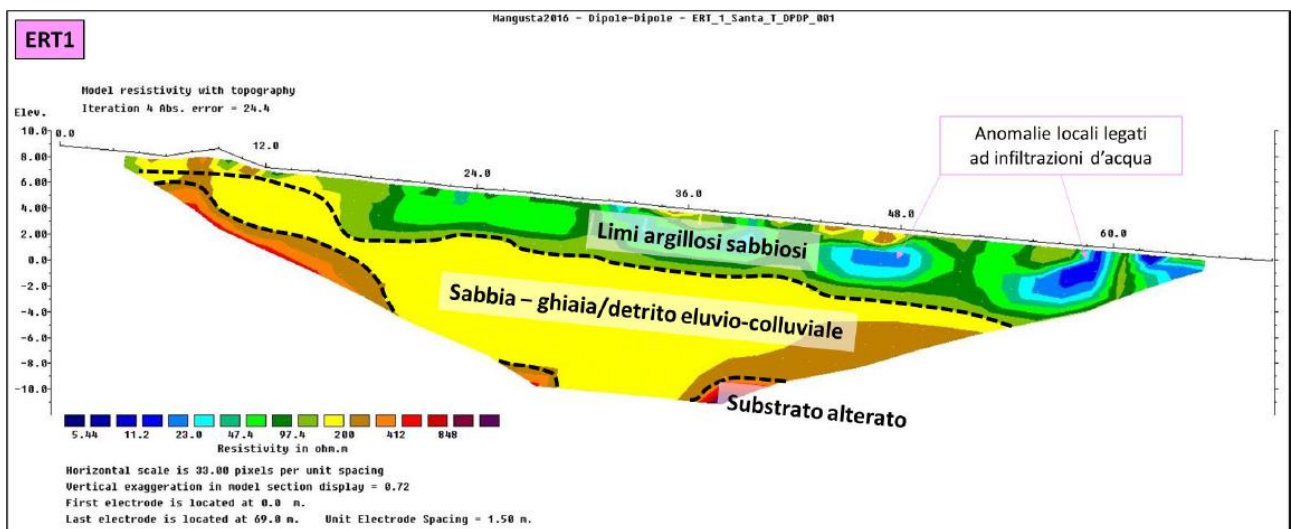 Mangusta2016 - Dipole-Dipole - ERT_1_Santa_T_DPDP_001
ERT1
Model resistivity with topography
Iteration 4 Abs. error = 24.4
Elev.
10.0
8.00
6.00
4.00
2.00
0.0
-2.00
-4.00
-6.00
-8.00
-10.0
0.0
12.0
24.0
36.0
48.0
60.0
Anomalie locali legati
ad infiltrazioni d'acqua
Limi argillosi sabbiosi
Sabbia – ghiaia/detrito eluvio-colluviale
Substrato alterato
5.44 11.2 23.0 47.4 97.4 200 412 848
Resistivity in ohm.m
Horizontal scale is 33.00 pixels per unit spacing
Vertical exaggeration in model section display = 0.72
First electrode is located at 0.0 m.
Last electrode is located at 69.0 m. Unit Electrode Spacing = 1.50 m.